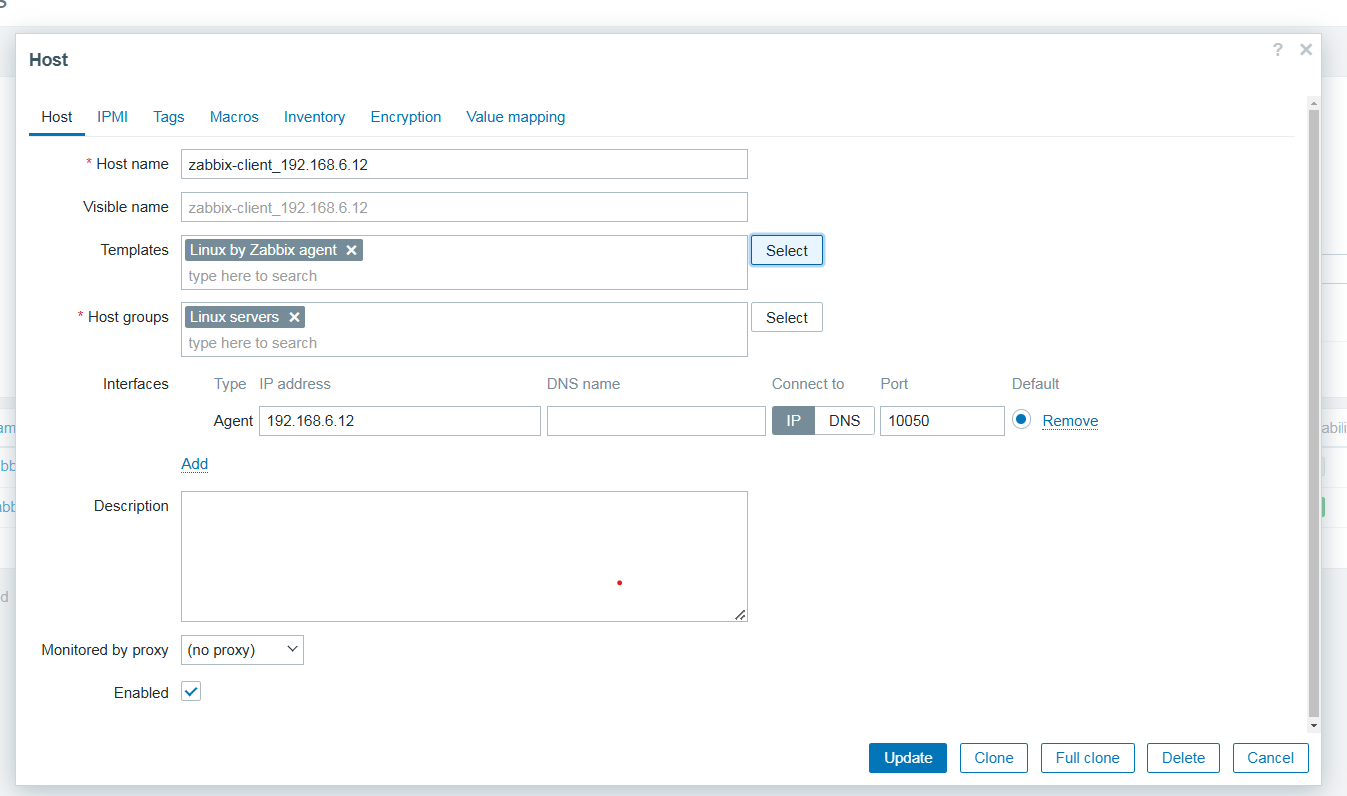 Host
? ×
Host IPMI Tags Macros Inventory Encryption Value mapping
* Host name zabbix-client_192.168.6.12
Visible name zabbix-client_192.168.6.12
Templates Linux by Zabbix agent × Select
type here to search
* Host groups Linux servers × Select
type here to search
Interfaces Type IP address DNS name Connect to Port Default
Agent 192.168.6.12 IP DNS 10050 Remove
Add
Description
Monitored by proxy (no proxy)
Enabled
Update Clone Full clone Delete Cancel